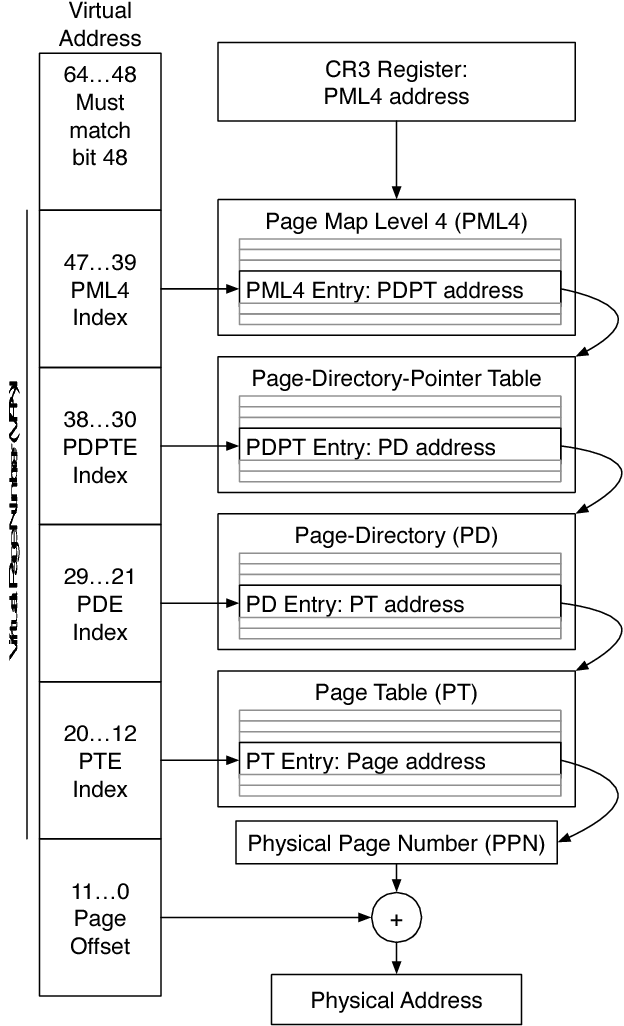 Virtual
Address
64…48
Must
match
bit 48
CR3 Register:
PML4 address
47…39
PML4
Index
Page Map Level 4 (PML4)
PML4 Entry: PDPT address
38…30
PDPTE
Index
Page-Directory-Pointer Table
PDPT Entry: PD address
29…21
PDE
Index
Page-Directory (PD)
PD Entry: PT address
20…12
PTE
Index
Page Table (PT)
PT Entry: Page address
Virtual Page Number (VPN)
Physical Page Number (PPN)
11…0
Page
Offset
+
Physical Address